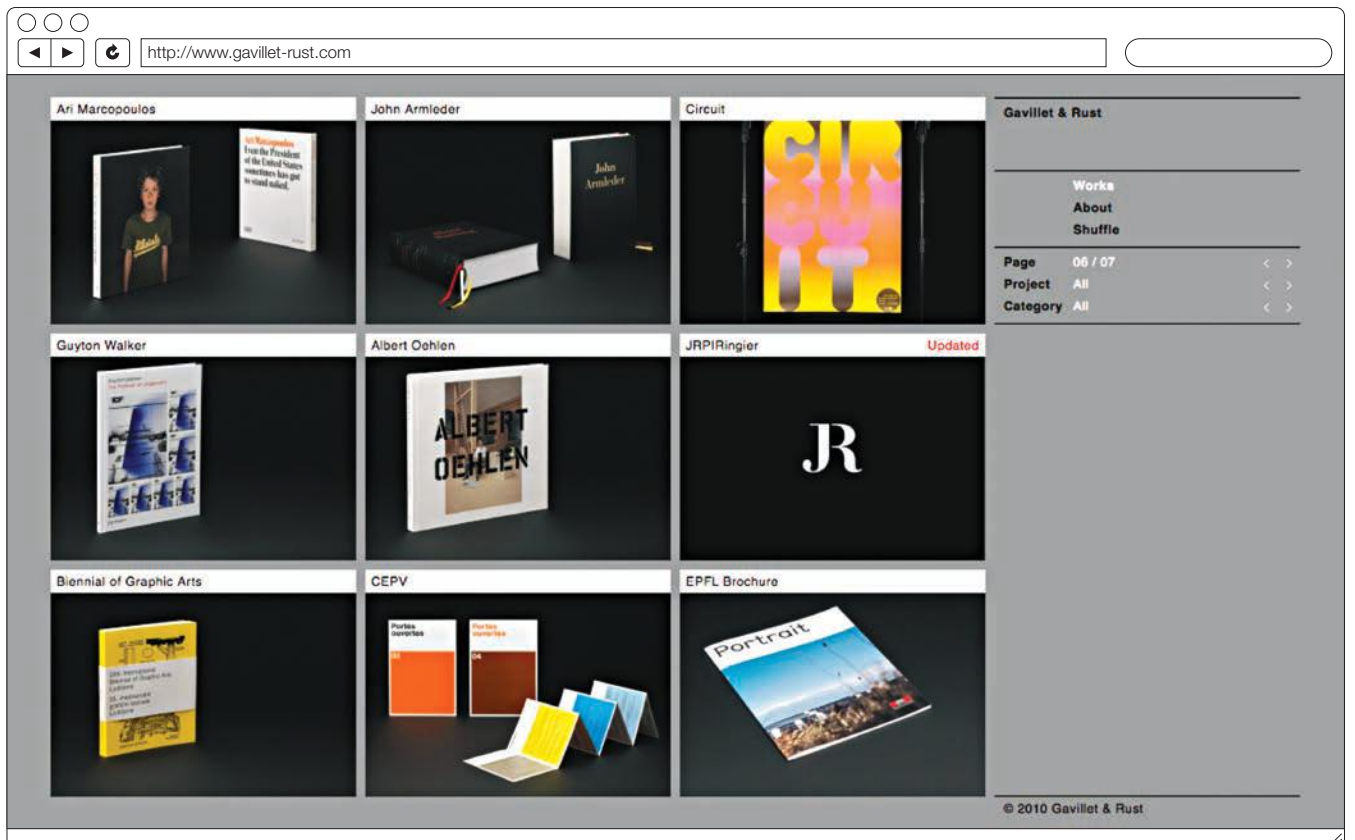 http://www.gavillet-rust.com
Ari Marcopoulos
John Armleder
Circuit
Gavillet & Rust
Ari Marcopoulos
Even the President
of the United States
sometimes has got
to stand naked.
John
Armleder
CIR
CU
IT
Works
About
Shuffle
Page 06 / 07 < >
Project All < >
Category All < >
Guyton Walker
Albert Oehlen
JRPIRingier
Updated
ALBERT
OEHLEN
JR
Biennial of Graphic Arts
CEPV
EPFL Brochure
Portes
ouvertes
03
Portes
ouvertes
04
Portrait
© 2010 Gavillet & Rust